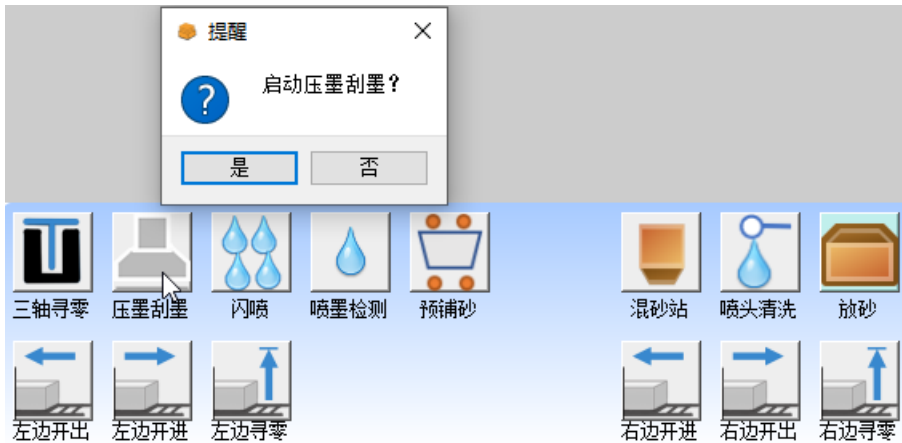 提醒
启动压墨刮墨?
是 否
三轴寻零 压墨刮墨 闪喷 喷墨检测 预铺砂 混砂站 喷头清洗 放砂
左边开出 左边开进 左边寻零 右边开进 右边开出 右边寻零